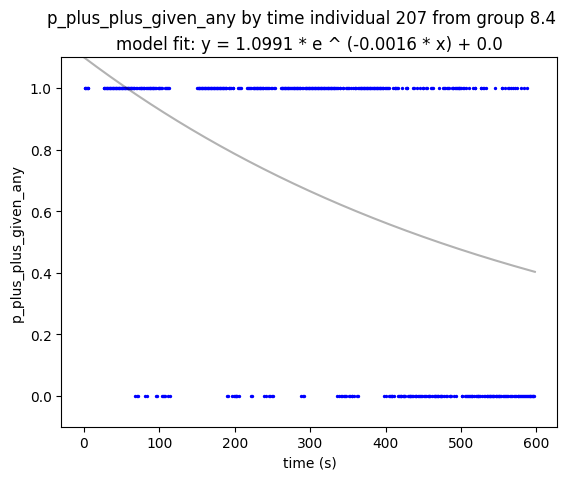 p_plus_plus_given_any by time individual 207 from group 8.4
model fit: y = 1.0991 * e ^ (-0.0016 * x) + 0.0
p_plus_plus_given_any
1.0
0.8
0.6
0.4
0.2
0.0
0 100 200 300 400 500 600
time (s)